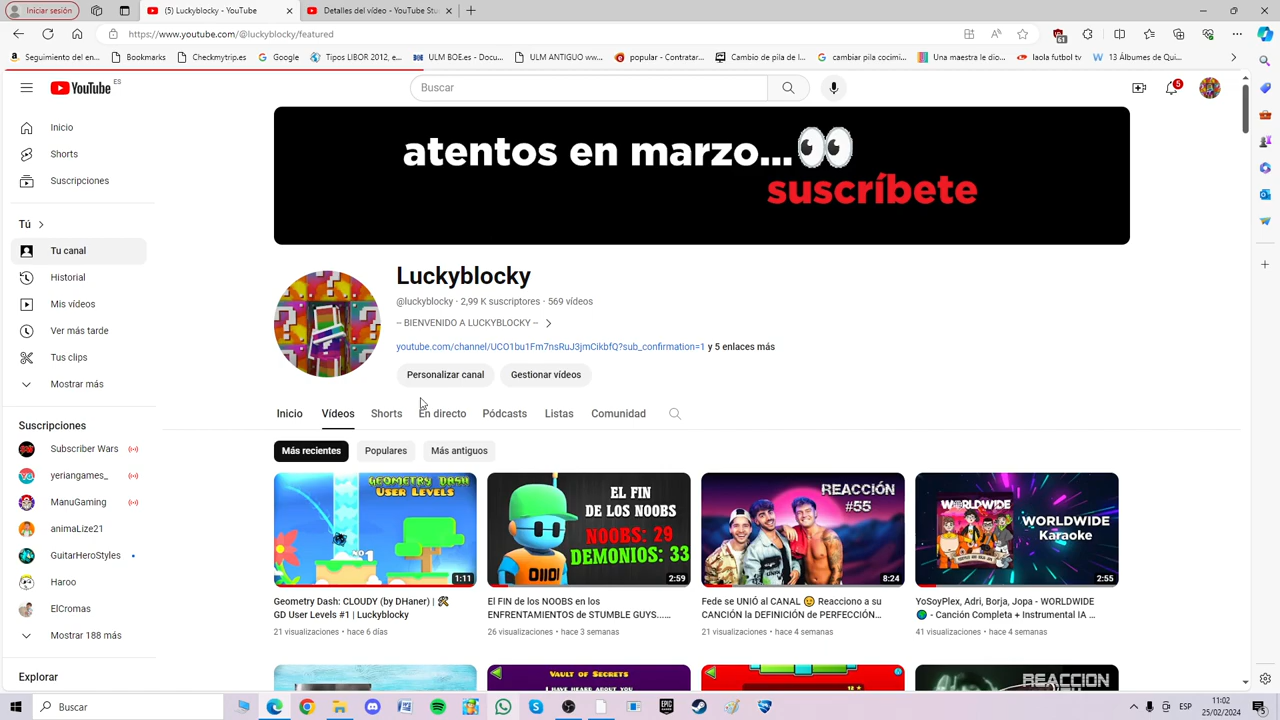 Iniciar sesión
(5) Luckyblocky - YouTube
Detalles del vídeo - YouTube Stu
https://www.youtube.com/@luckyblocky/featured
Seguimiento del en...
Bookmarks
Checkmytrip.es
Google
Tipos LIBOR 2012, e...
ULM BOE.es - Docum...
ULM ANTIGUO ww...
popular - Contratar...
Cambio de pila de l...
cambiar pila cocimi...
Una maestra le dio...
laola futbol tv
13 Álbumes de Qui...
YouTube ES
Buscar
5
Inicio
Shorts
Suscripciones
Tú
Tu canal
Historial
Mis vídeos
Ver más tarde
Tus clips
Mostrar más
Suscripciones
Subscriber Wars
yeriangames_
ManuGaming
animaLize21
GuitarHeroStyles
Haroo
ElCromas
Mostrar 188 más
Explorar
atentos en marzo...👀
suscríbete
Luckyblocky
@luckyblocky · 2,99 K suscriptores · 569 vídeos
-- BIENVENIDO A LUCKYBLOCKY --
youtube.com/channel/UCO1bu1Fm7nsRuJ3jmCikbfQ?sub_confirmation=1 y 5 enlaces más
Personalizar canal
Gestionar vídeos
Inicio
Vídeos
Shorts
En directo
Pódcasts
Listas
Comunidad
Más recientes
Populares
Más antiguos
GEOMETRY DASH
USER LEVELS
Nº1
1:11
EL FIN
DE LOS NOOBS
NOOBS: 29
DEMONIOS: 33
2:59
REACCIÓN
#55
8:24
WORLDWIDE
WORLDWIDE
Karaoke
2:55
Geometry Dash: CLOUDY (by DHaner) | 🛠
GD User Levels #1 | Luckyblocky
21 visualizaciones · hace 6 días
El FIN de los NOOBS en los
ENFRENTAMIENTOS de STUMBLE GUYS......
26 visualizaciones · hace 3 semanas
Fede se UNIÓ al CANAL 😉 Reacciono a su
CANCIÓN la DEFINICIÓN de PERFECCIÓN...
21 visualizaciones · hace 4 semanas
YoSoyPlex, Adri, Borja, Jopa - WORLDWIDE
🌍 - Canción Completa + Instrumental IA ...
41 visualizaciones · hace 4 semanas
VAULT OF SECRETS
I HAVE HEARD ABOUT YOU
REACCION
Buscar
ESP
11:02
25/02/2024